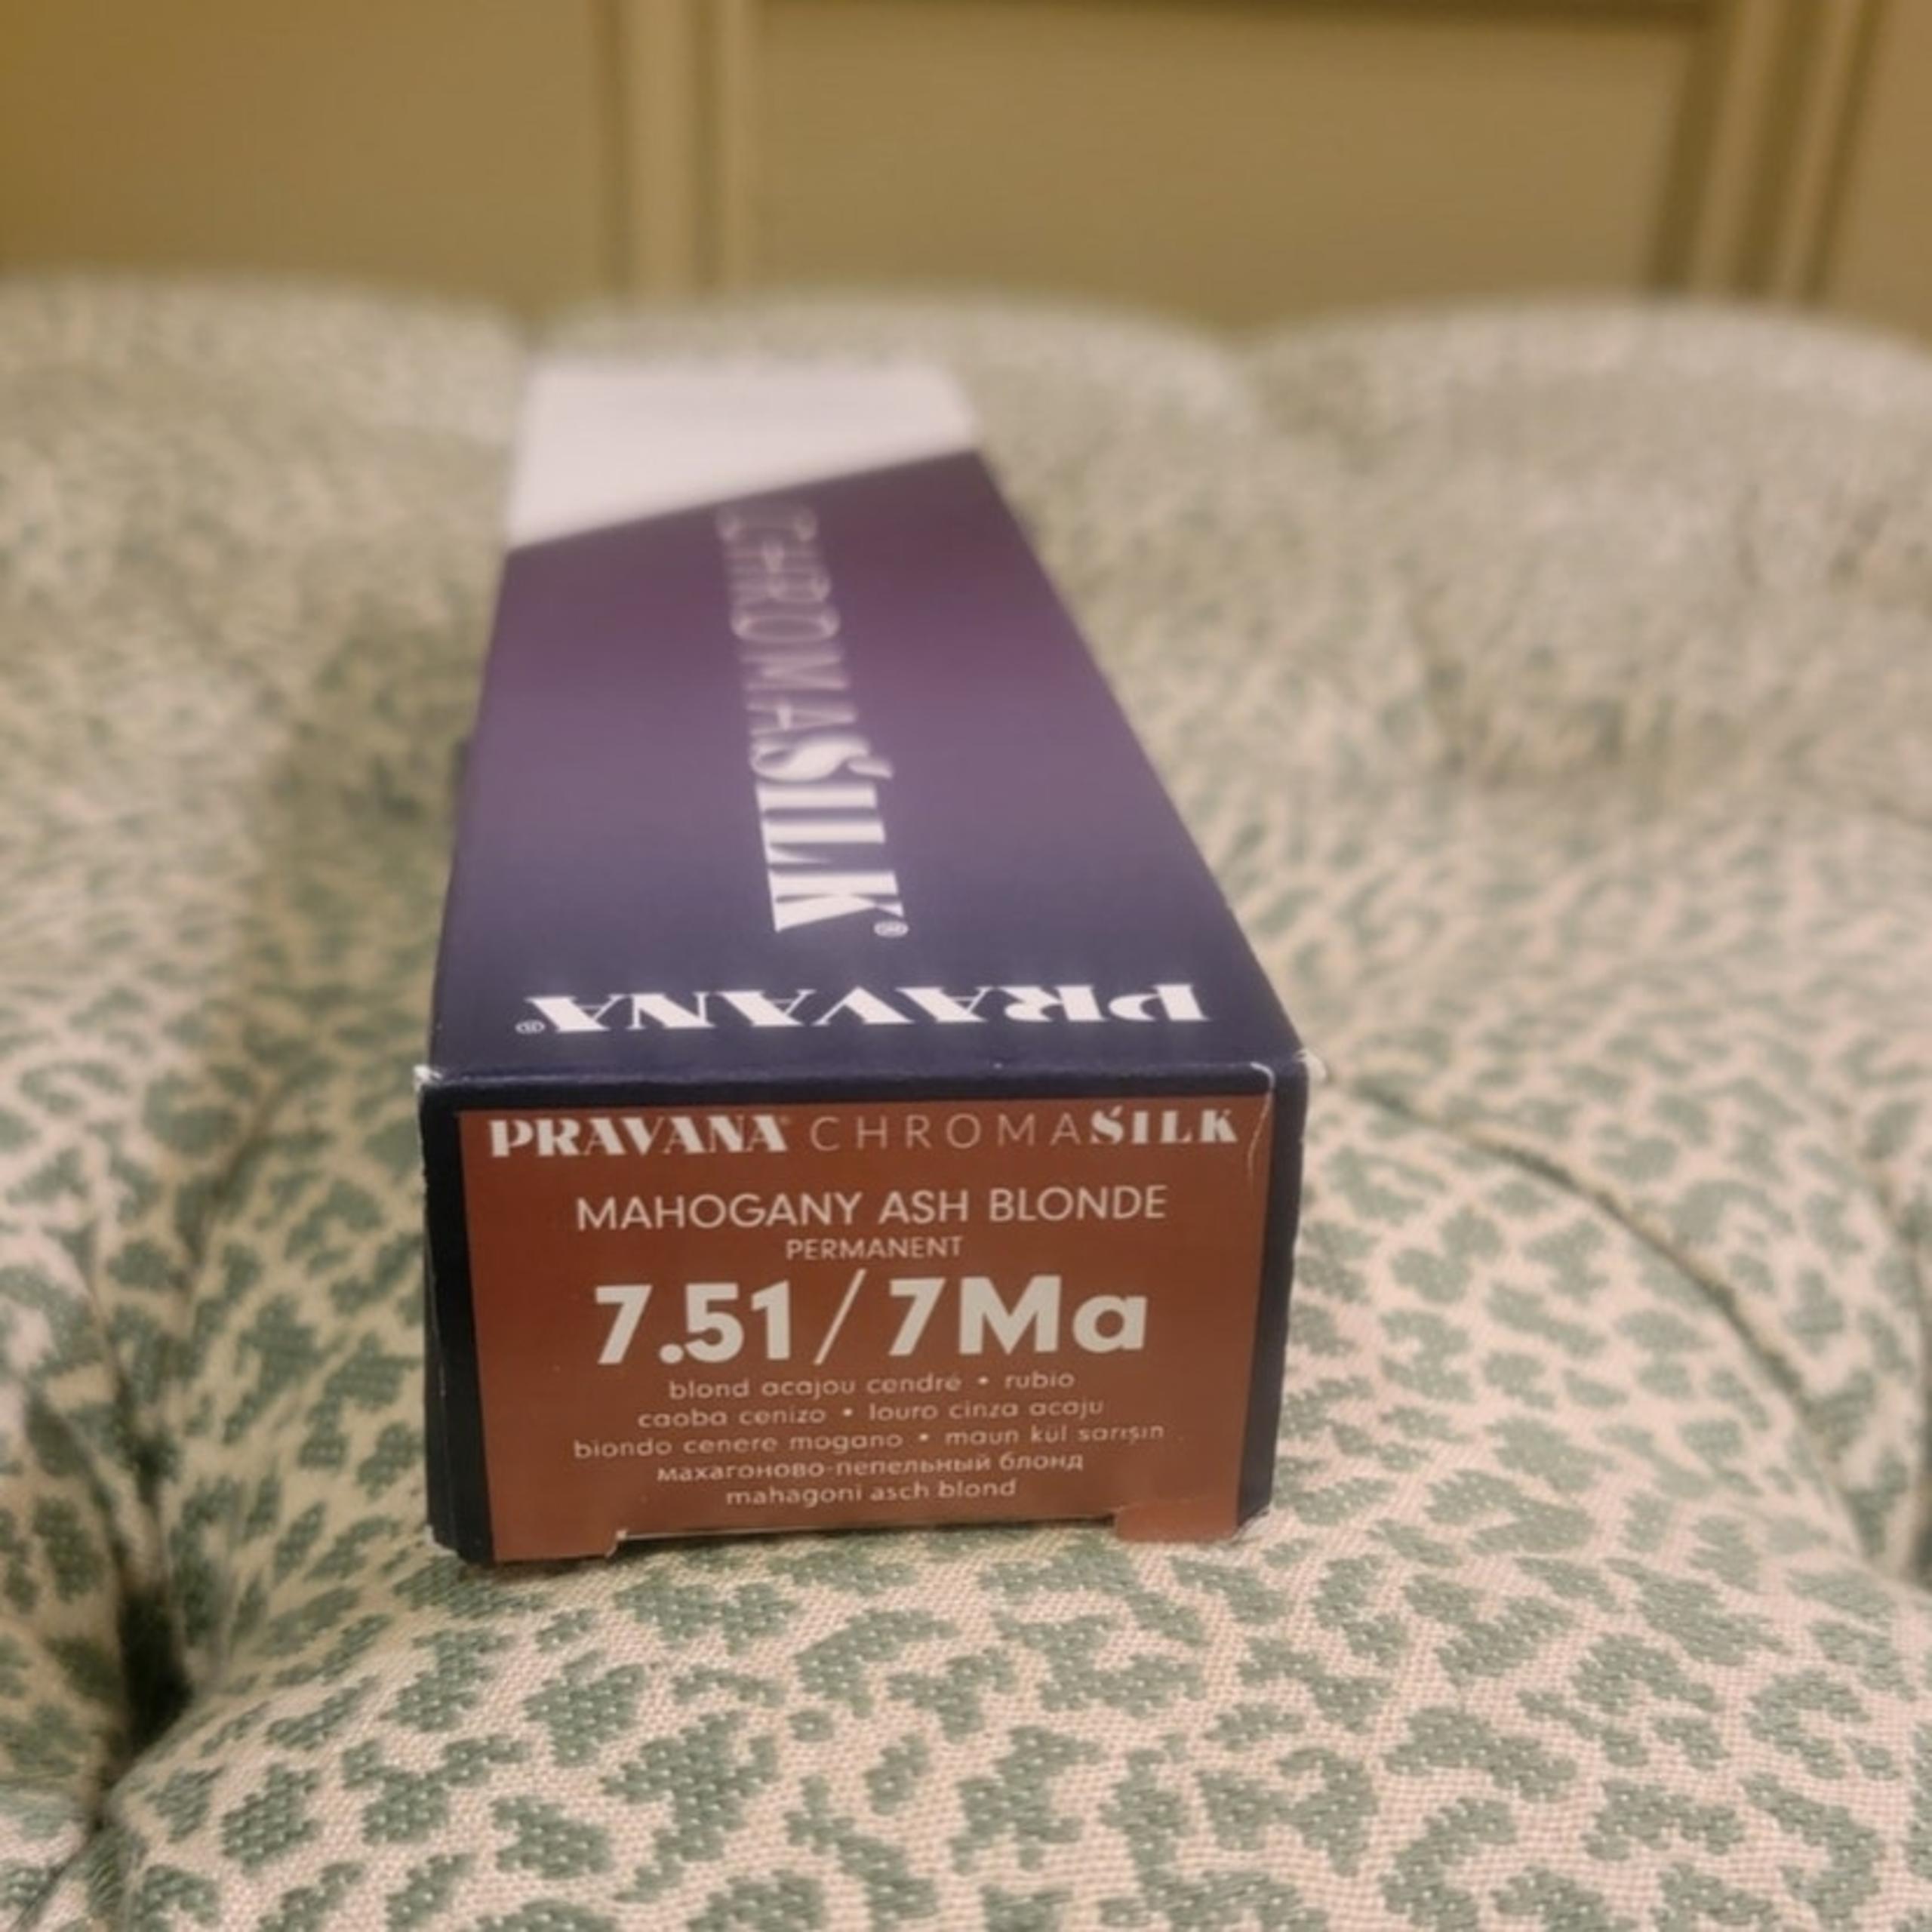 CHROMASILK®
PRAVANA®
PRAVANA CHROMASILK
MAHOGANY ASH BLONDE
PERMANENT
7.51/7Ma
blond acajou cendré • rubio
caoba cenizo • louro cinza acaju
biondo cenere mogano • maun kül sarışın
махагоново-пепельный блонд
mahagoni asch blond